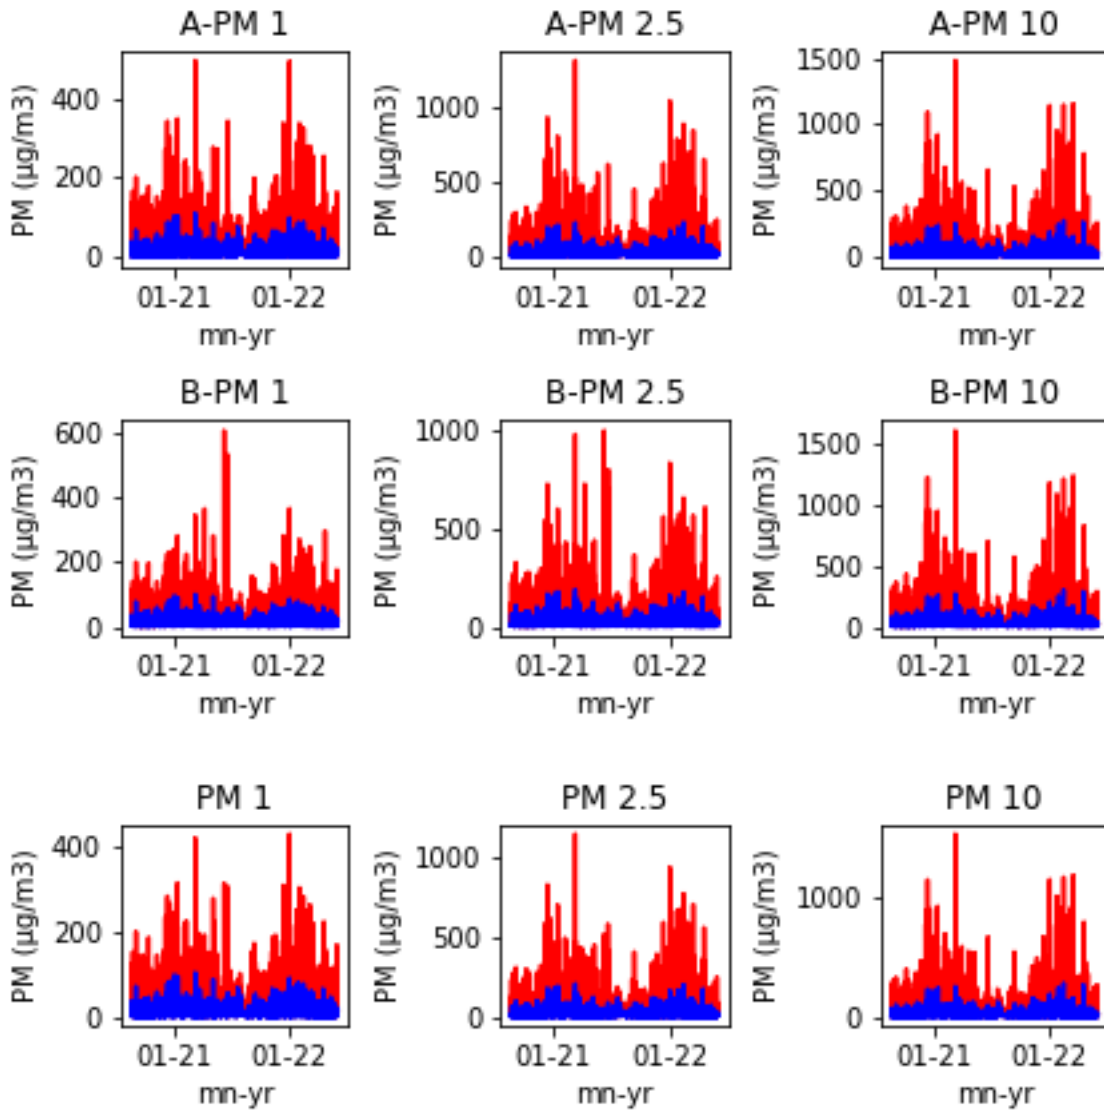 A-PM 1
A-PM 2.5
A-PM 10
PM (µg/m3)
400
200
0
PM (µg/m3)
1000
500
0
PM (µg/m3)
1500
1000
500
0
01-21
01-22
01-21
01-22
01-21
01-22
mn-yr
mn-yr
mn-yr
B-PM 1
B-PM 2.5
B-PM 10
PM (µg/m3)
600
400
200
0
PM (µg/m3)
1000
500
0
PM (µg/m3)
1500
1000
500
0
01-21
01-22
01-21
01-22
01-21
01-22
mn-yr
mn-yr
mn-yr
PM 1
PM 2.5
PM 10
PM (µg/m3)
400
200
0
PM (µg/m3)
1000
500
0
PM (µg/m3)
1000
0
01-21
01-22
01-21
01-22
01-21
01-22
mn-yr
mn-yr
mn-yr